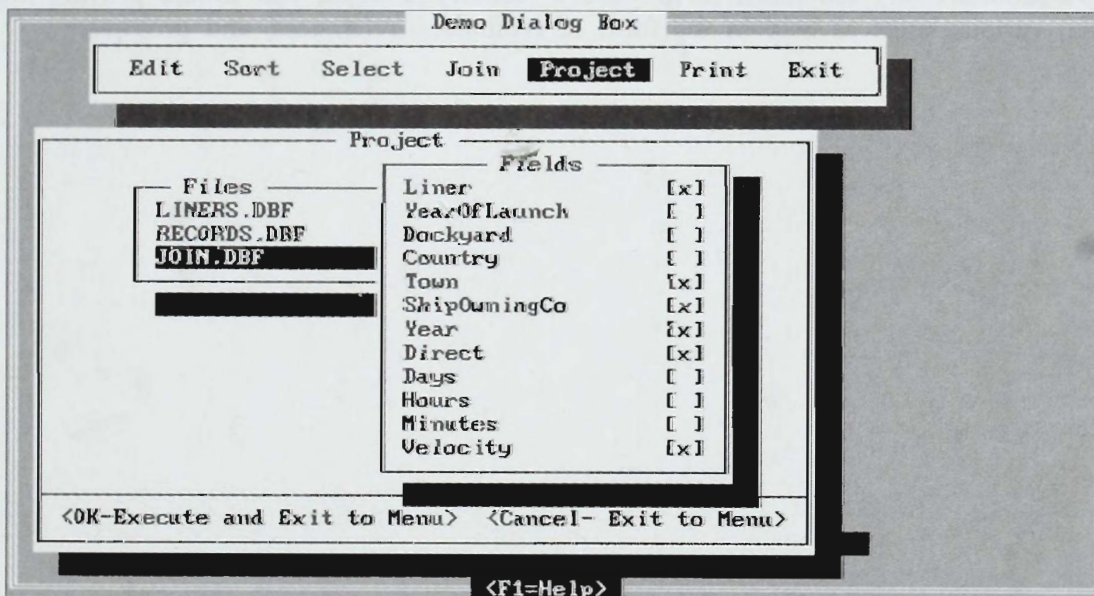 Demo Dialog Box
Edit Sort Select Join Project Print Exit
Project
Files
LINERS.DBF
RECORDS.DBF
JOIN.DBF
Fields
Liner [x]
YearOfLaunch [ ]
Dockyard [ ]
Country [ ]
Town [x]
ShipOwningCo [x]
Year [x]
Direct [x]
Days [ ]
Hours [ ]
Minutes [ ]
Velocity [x]
<OK-Execute and Exit to Menu> <Cancel- Exit to Menu>
<F1=Help>